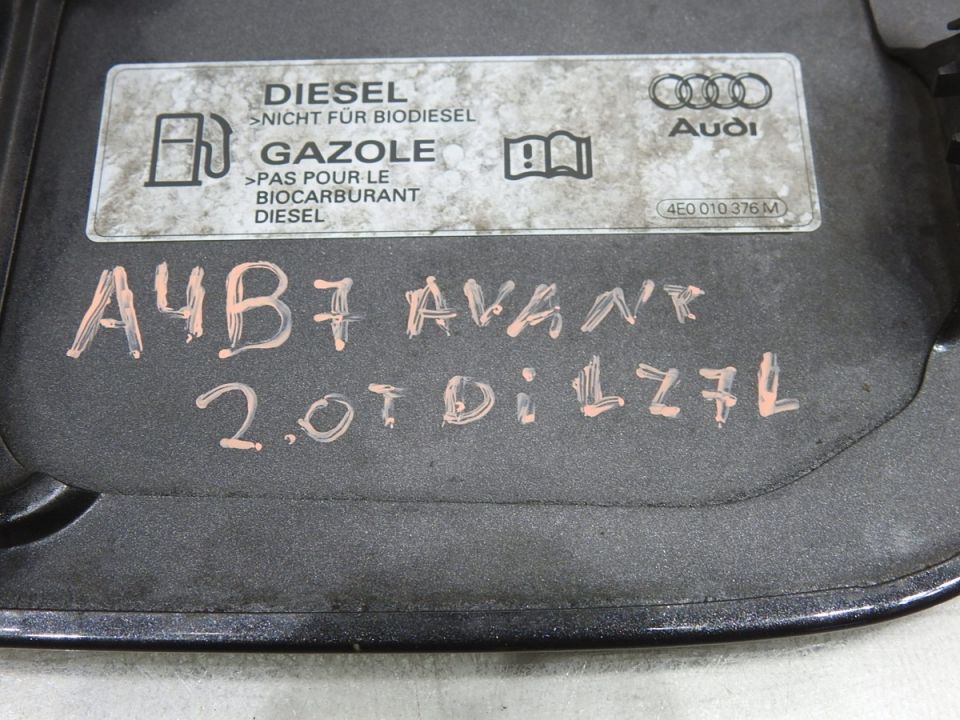 DIESEL
>NICHT FÜR BIODIESEL
GAZOLE
>PAS POUR LE
BIOCARBURANT
DIESEL
Audi
4E0 010 376 M
A4B7 AVANT
2.0TDi LZ7L